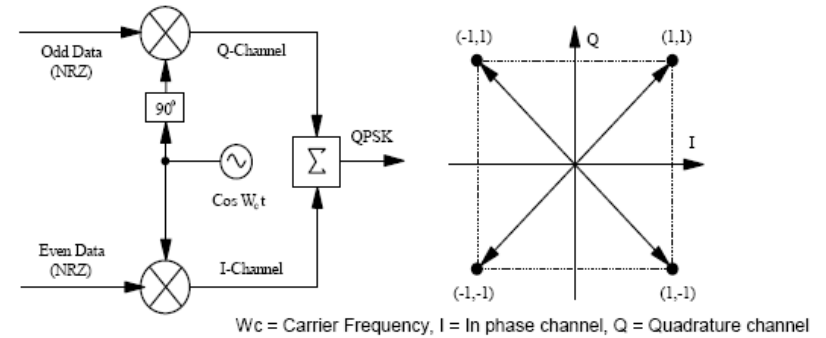 Odd Data
(NRZ)
Q-Channel
90°
Σ
QPSK
Cos Wct
Even Data
(NRZ)
I-Channel
(-1,1)
Q
(1,1)
I
(-1,-1)
(1,-1)
Wc = Carrier Frequency, I = In phase channel, Q = Quadrature channel